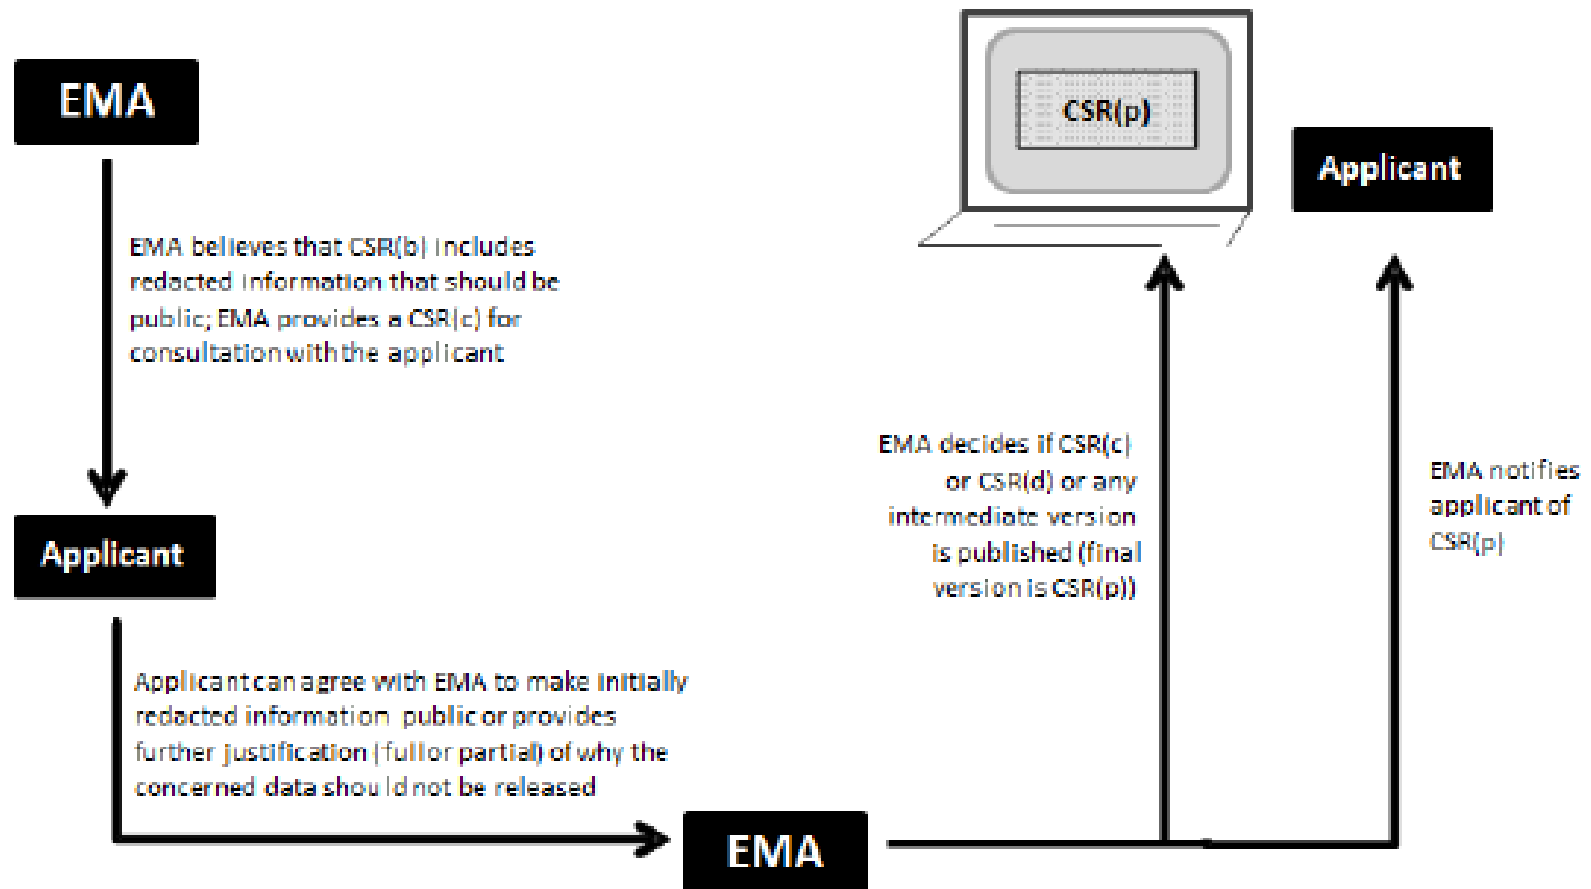 EMA
EMA believes that CSR(b) includes
redacted information that should be
public; EMA provides a CSR(c) for
consultation with the applicant
Applicant
Applicant can agree with EMA to make initially
redacted information public or provides
further justification (full or partial) of why the
concerned data should not be released
EMA
EMA decides if CSR(c)
or CSR(d) or any
intermediate version
is published (final
version is CSR(p))
CSR(p)
Applicant
EMA notifies
applicant of
CSR(p)